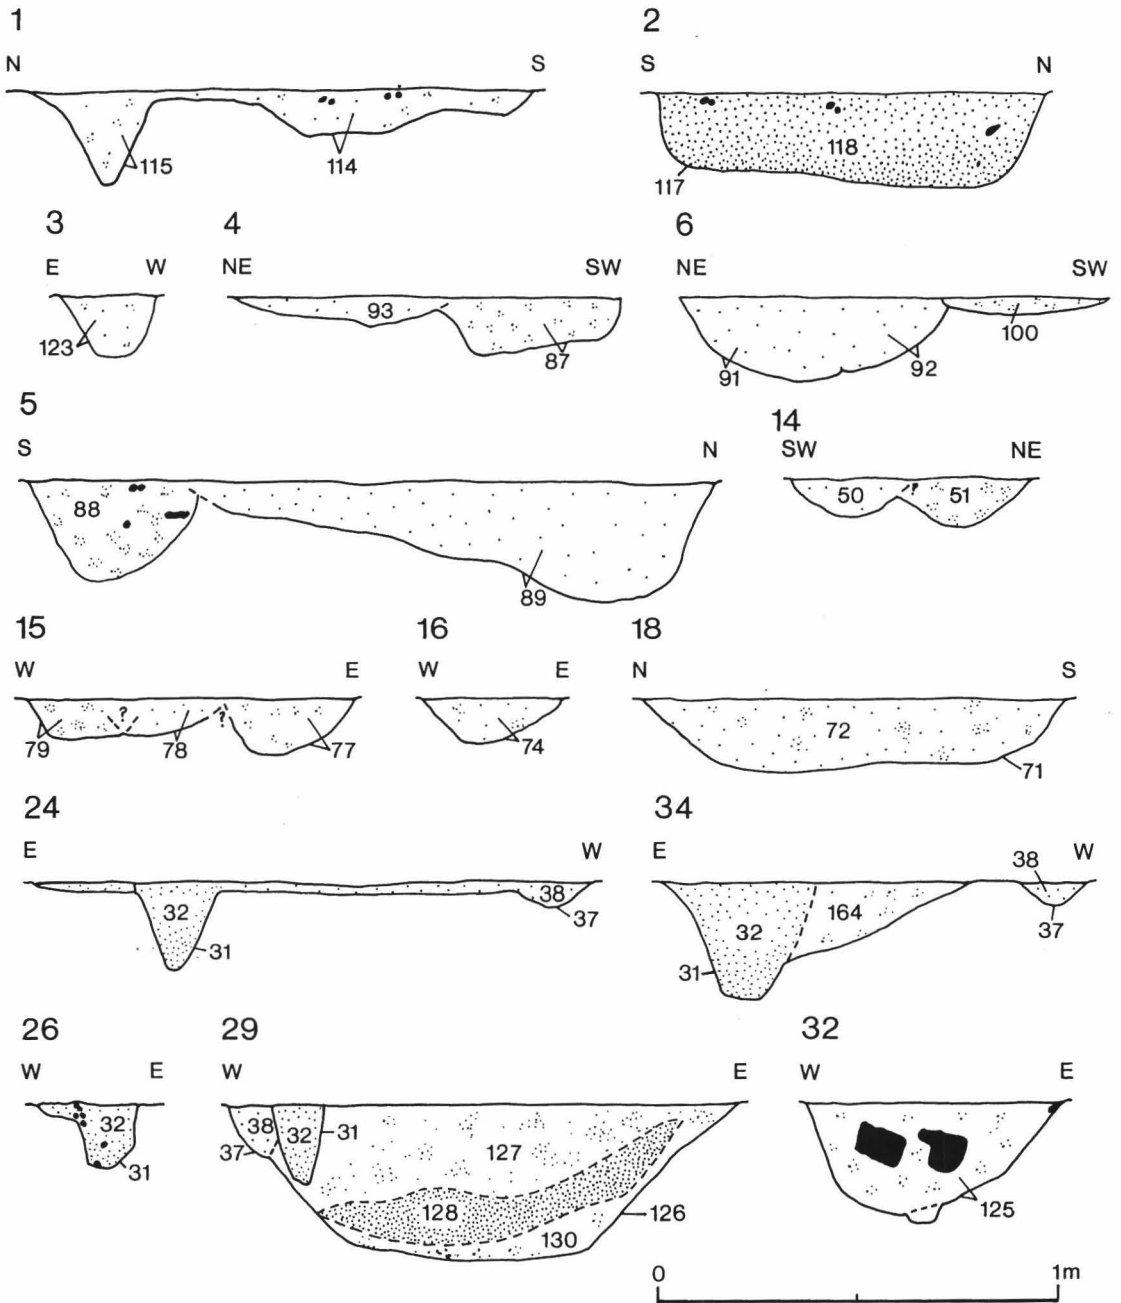 1 2
N S S N
115 114 118
117
3 4 6
E W NE SW NE SW
93 100
123 87 91 92
5 14
S N SW NE
88 50 ? 51
89
15 16 18
W E W E N S
? ? 72
79 78 77 74 71
24 34
E W E W
38
32 38 32 164 37
31 37 31
26 29 32
W E W E W E
32 38 32 31 127
31 37 128 126 125
130
0 1m